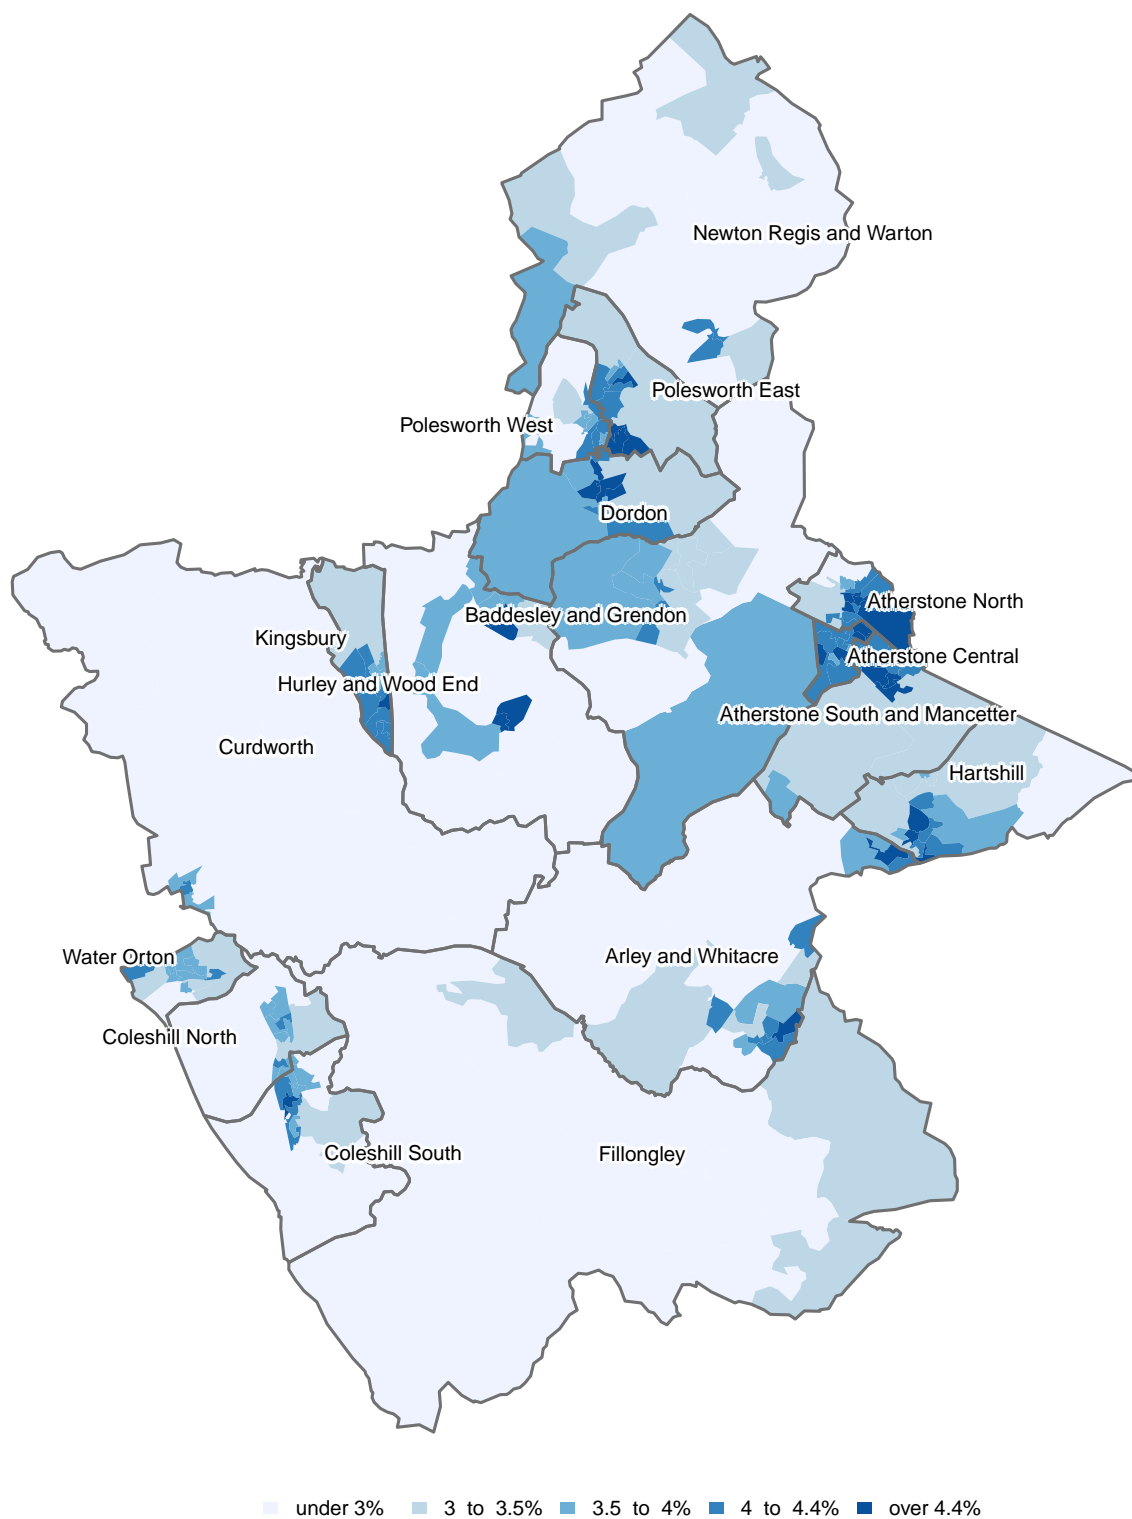 Newton Regis and Warton
Polesworth East
Polesworth West
Dordon
Atherstone North
Baddesley and Grendon
Kingsbury
Atherstone Central
Hurley and Wood End
Atherstone South and Mancetter
Curdworth
Hartshill
Water Orton
Arley and Whitacre
Coleshill North
Coleshill South
Fillongley
under 3% 3 to 3.5% 3.5 to 4% 4 to 4.4% over 4.4%